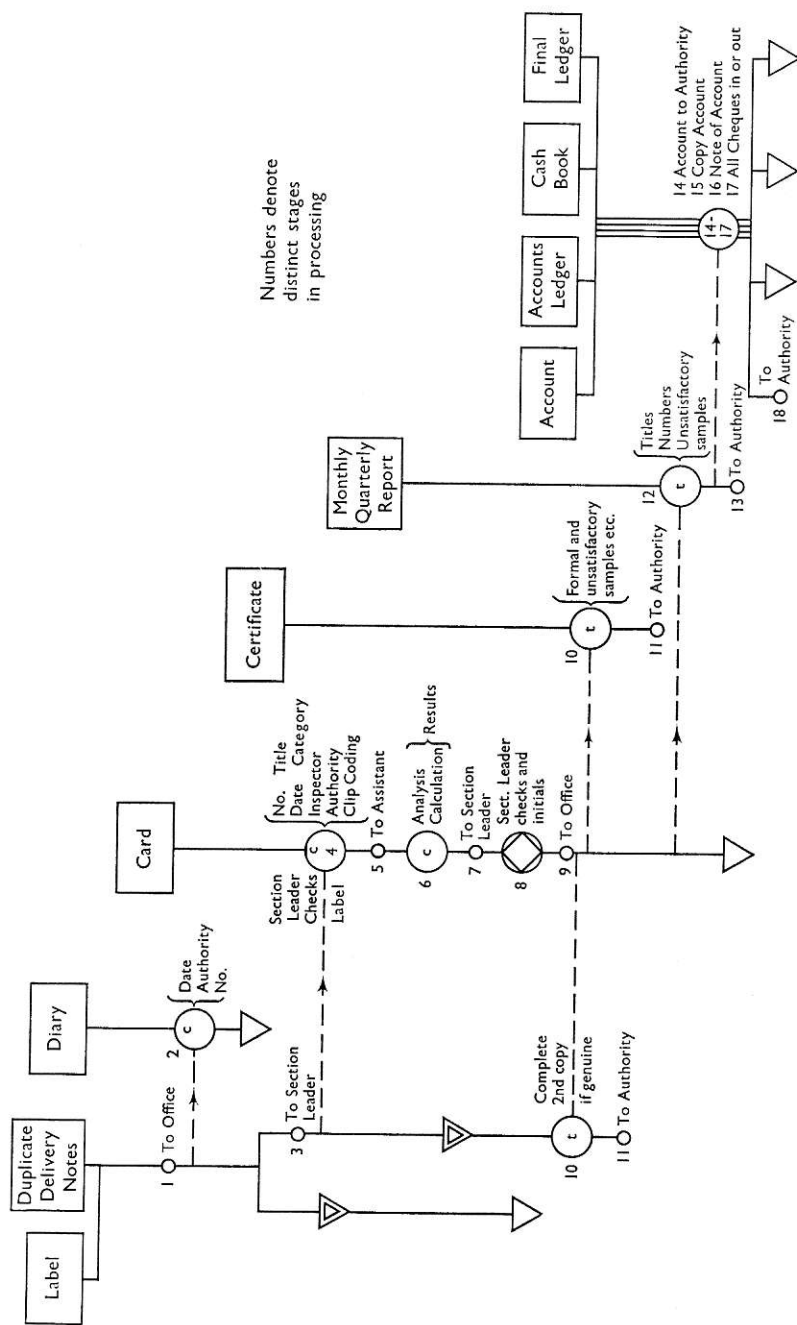 Label
Duplicate
Delivery
Notes
1
To Office
3
To Section
Leader
Complete
2nd copy
if genuine
10
t
11
To Authority
Diary
2
c
Date
Authority
No.
Card
Section
Leader
Checks
Label
c
4
No. Title
Date Category
Inspector
Authority
Clip Coding
5
To Assistant
6
c
Analysis
Calculation
Results
7
To Section
Leader
8
Sect. Leader
checks and
initials
9
To Office
Certificate
10
t
Formal and
unsatisfactory
samples etc.
11
To Authority
Monthly
Quarterly
Report
12
t
Titles
Numbers
Unsatisfactory
samples
13
To Authority
Numbers denote
distinct stages
in processing
Account
Accounts
Ledger
Cash
Book
Final
Ledger
14-
17
14 Account to Authority
15 Copy Account
16 Note of Account
17 All Cheques in or out
18
To
Authority